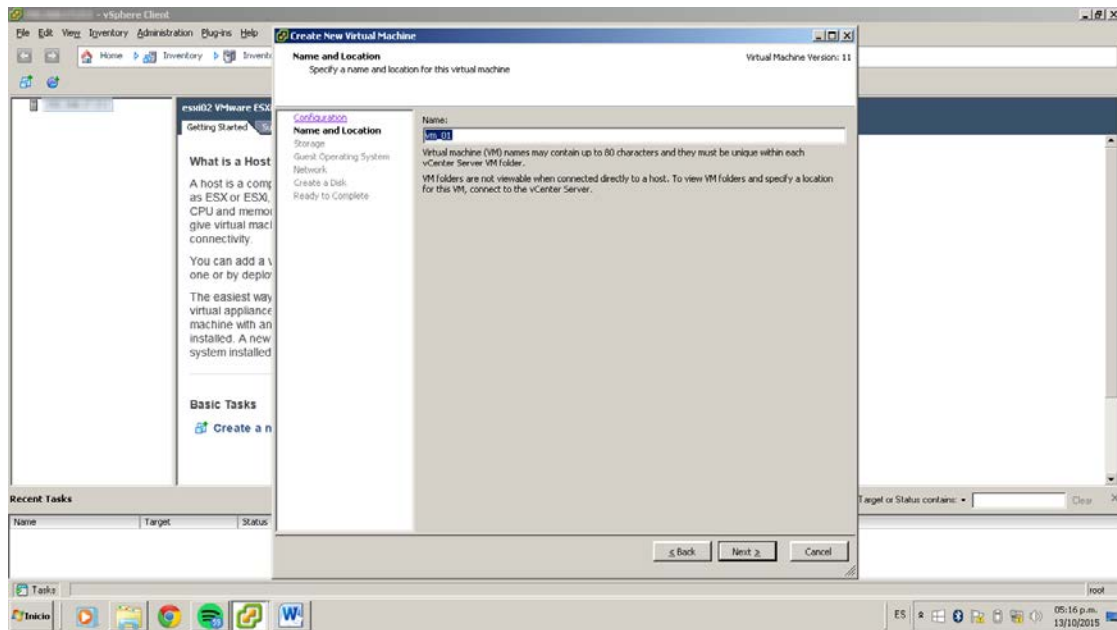 - vSphere Client
File Edit View Inventory Administration Plug-ins Help
Home Inventory
Create New Virtual Machine
Name and Location
Specify a name and location for this virtual machine
Virtual Machine Version: 11
Configuration
Name and Location
Storage
Guest Operating System
Network
Create a Disk
Ready to Complete
Name:
vm_01
Virtual machine (VM) names may contain up to 80 characters and they must be unique within each
vCenter Server VM folder.
VM folders are not viewable when connected directly to a host. To view VM folders and specify a location
for this VM, connect to the vCenter Server.
< Back Next > Cancel
esxi02 VMware ESX
Getting Started
What is a Host
A host is a comp
as ESX or ESXi,
CPU and memor
give virtual mac
connectivity.
You can add a v
one or by deplo
The easiest way
virtual appliance
machine with an
installed. A new
system installed
Basic Tasks
Create a n
Recent Tasks
Target or Status contains:
Clear
Name Target Status
Tasks
root
Inicio
ES
05:16 p.m.
13/10/2015